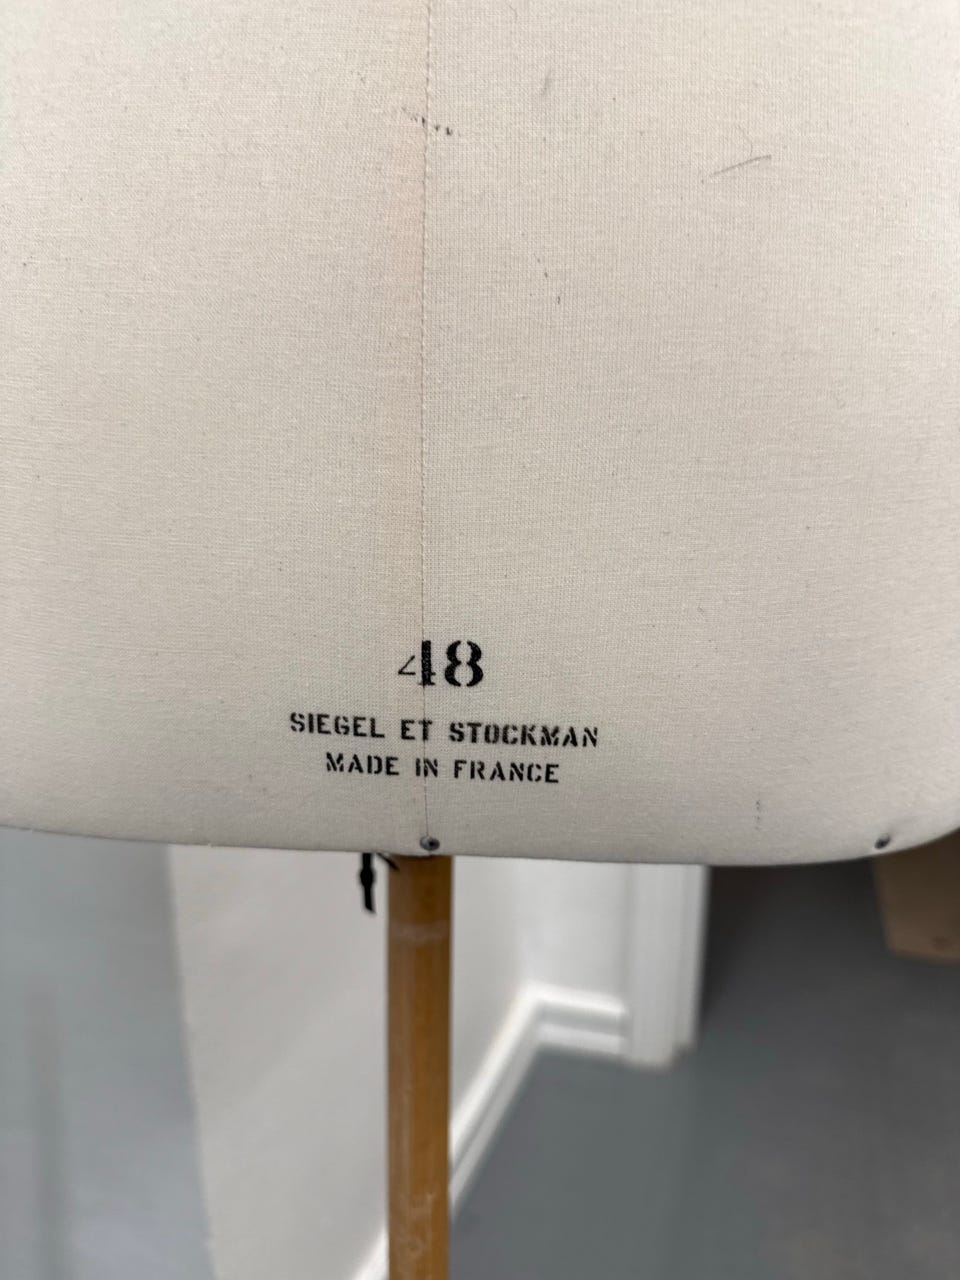 48
SIEGEL ET STOCKMAN
MADE IN FRANCE